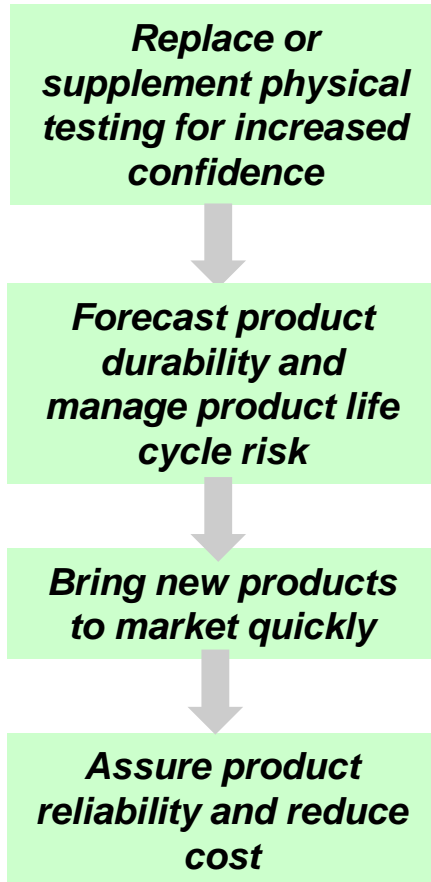 Replace or
supplement physical
testing for increased
confidence
Forecast product
durability and
manage product life
cycle risk
Bring new products
to market quickly
Assure product
reliability and reduce
cost